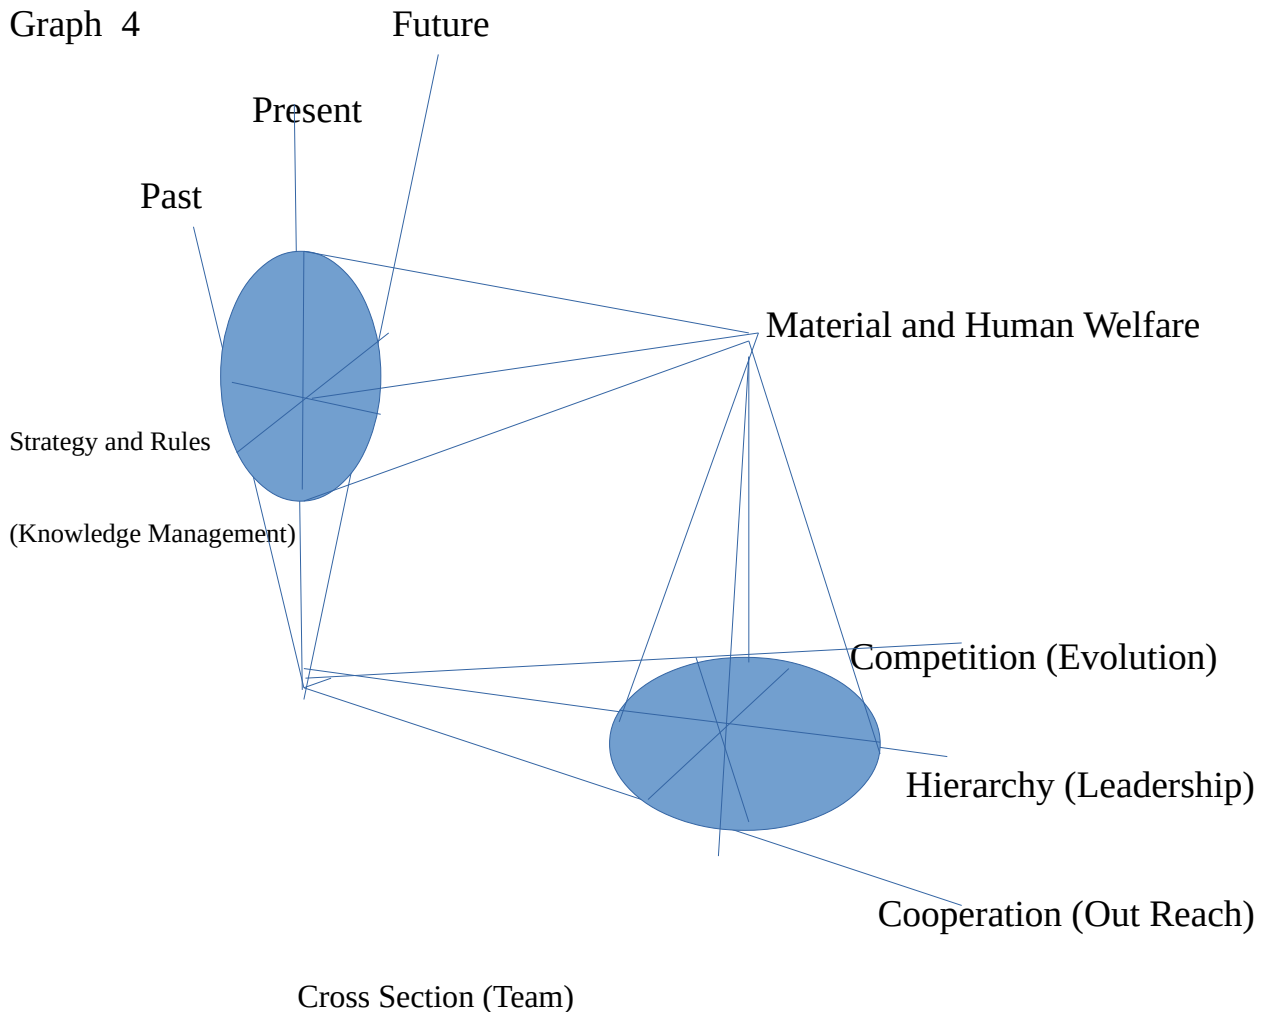 Graph  4
Future
Present
Past
Material and Human Welfare
Strategy and Rules
(Knowledge Management)
Competition (Evolution)
Hierarchy (Leadership)
Cooperation (Out Reach)
Cross Section (Team)